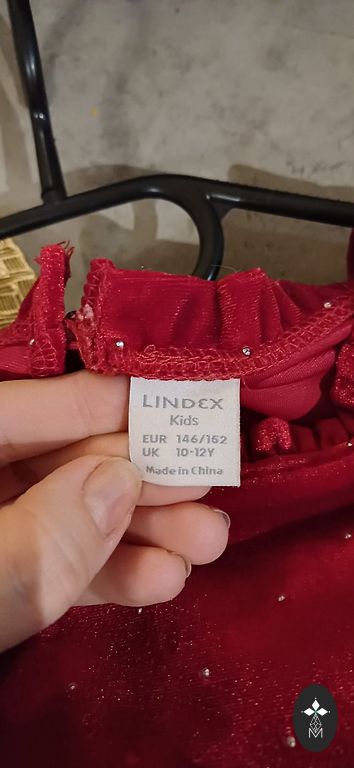 LINDEX
Kids
EUR 146/152
UK 10-12Y
Made in China
M